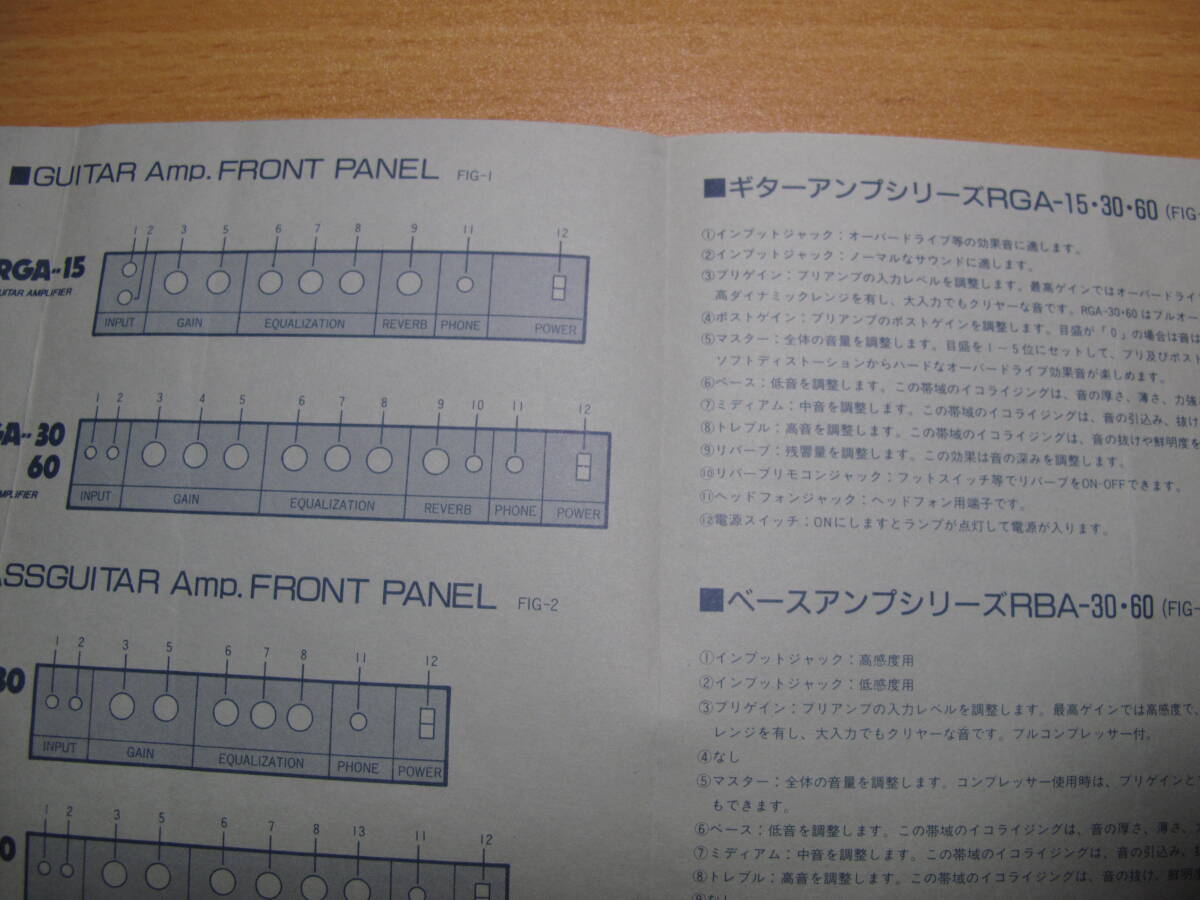 ■GUITAR Amp. FRONT PANEL FIG-1
1 2 3 5 6 7 8 9 11 12
RGA-15
GUITAR AMPLIFIER
INPUT GAIN EQUALIZATION REVERB PHONE POWER
1 2 3 4 5 6 7 8 9 10 11 12
GA-30
60
AMPLIFIER
INPUT GAIN EQUALIZATION REVERB PHONE POWER
ASSGUITAR Amp. FRONT PANEL FIG-2
1 2 3 5 6 7 8 11 12
30
INPUT GAIN EQUALIZATION PHONE POWER
1 2 3 5 6 7 8 13 11 12
0
■ギターアンプシリーズRGA-15・30・60 (FIG-
①インプットジャック：オーバードライブ等の効果音に適します。
②インプットジャック：ノーマルなサウンドに適します。
③プリゲイン：プリアンプの入力レベルを調整します。最高ゲインではオーバードライ
高ダイナミックレンジを有し、大入力でもクリヤーな音です。RGA-30・60はプルオー
④ポストゲイン：プリアンプのポストゲインを調整します。目盛が「0」の場合は音は
⑤マスター：全体の音量を調整します。目盛を1〜5位にセットして、プリ及びポスト
ソフトディストーションからハードなオーバードライブ効果音が楽しめます。
⑥ベース：低音を調整します。この帯域のイコライジングは、音の厚さ、薄さ、力強
⑦ミディアム：中音を調整します。この帯域のイコライジングは、音の引込み、抜け
⑧トレブル：高音を調整します。この帯域のイコライジングは、音の抜けや鮮明度を
⑨リバーブ：残響量を調整します。この効果は音の深みを調整します。
⑩リバーブリモコンジャック：フットスイッチ等でリバーブをON-OFFできます。
⑪ヘッドフォンジャック：ヘッドフォン用端子です。
⑫電源スイッチ：ONにしますとランプが点灯して電源が入ります。
■ベースアンプシリーズRBA-30・60 (FIG-
①インプットジャック：高感度用
②インプットジャック：低感度用
③プリゲイン：プリアンプの入力レベルを調整します。最高ゲインでは高感度で、
レンジを有し、大入力でもクリヤーな音です。プルコンプレッサー付。
④なし
⑤マスター：全体の音量を調整します。コンプレッサー使用時は、プリゲインと
もできます。
⑥ベース：低音を調整します。この帯域のイコライジングは、音の厚さ、薄さ、
⑦ミディアム：中音を調整します。この帯域のイコライジングは、音の引込み、
⑧トレブル：高音を調整します。この帯域のイコライジングは、音の抜け、鮮明
⑨なし